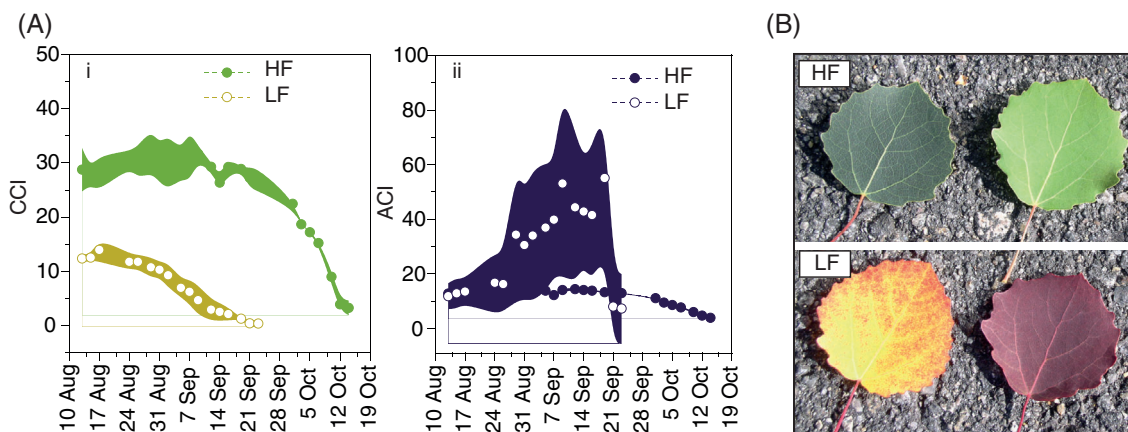 (A)
(B)
50
40
30
20
10
0
CCI
i
HF
LF
10 Aug
17 Aug
24 Aug
31 Aug
7 Sep
14 Sep
21 Sep
28 Sep
5 Oct
12 Oct
19 Oct
100
80
60
40
20
0
ACI
ii
HF
LF
10 Aug
17 Aug
24 Aug
31 Aug
7 Sep
14 Sep
21 Sep
28 Sep
5 Oct
12 Oct
19 Oct
HF
LF